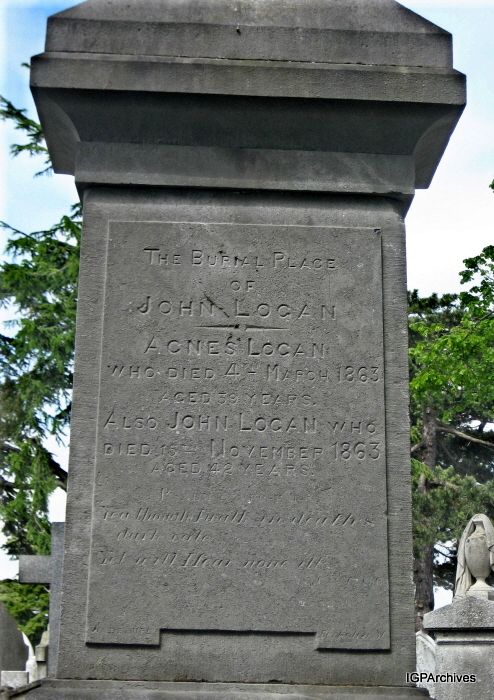 THE BURIAL PLACE
OF
JOHN LOGAN
AGNES LOGAN
WHO DIED 4TH MARCH 1863
AGED 39 YEARS.
ALSO JOHN LOGAN WHO
DIED 15TH NOVEMBER 1863
AGED 42 YEARS.
Yea though I walk in death's
dark vale
Yet will I fear none ill
IGPArchives